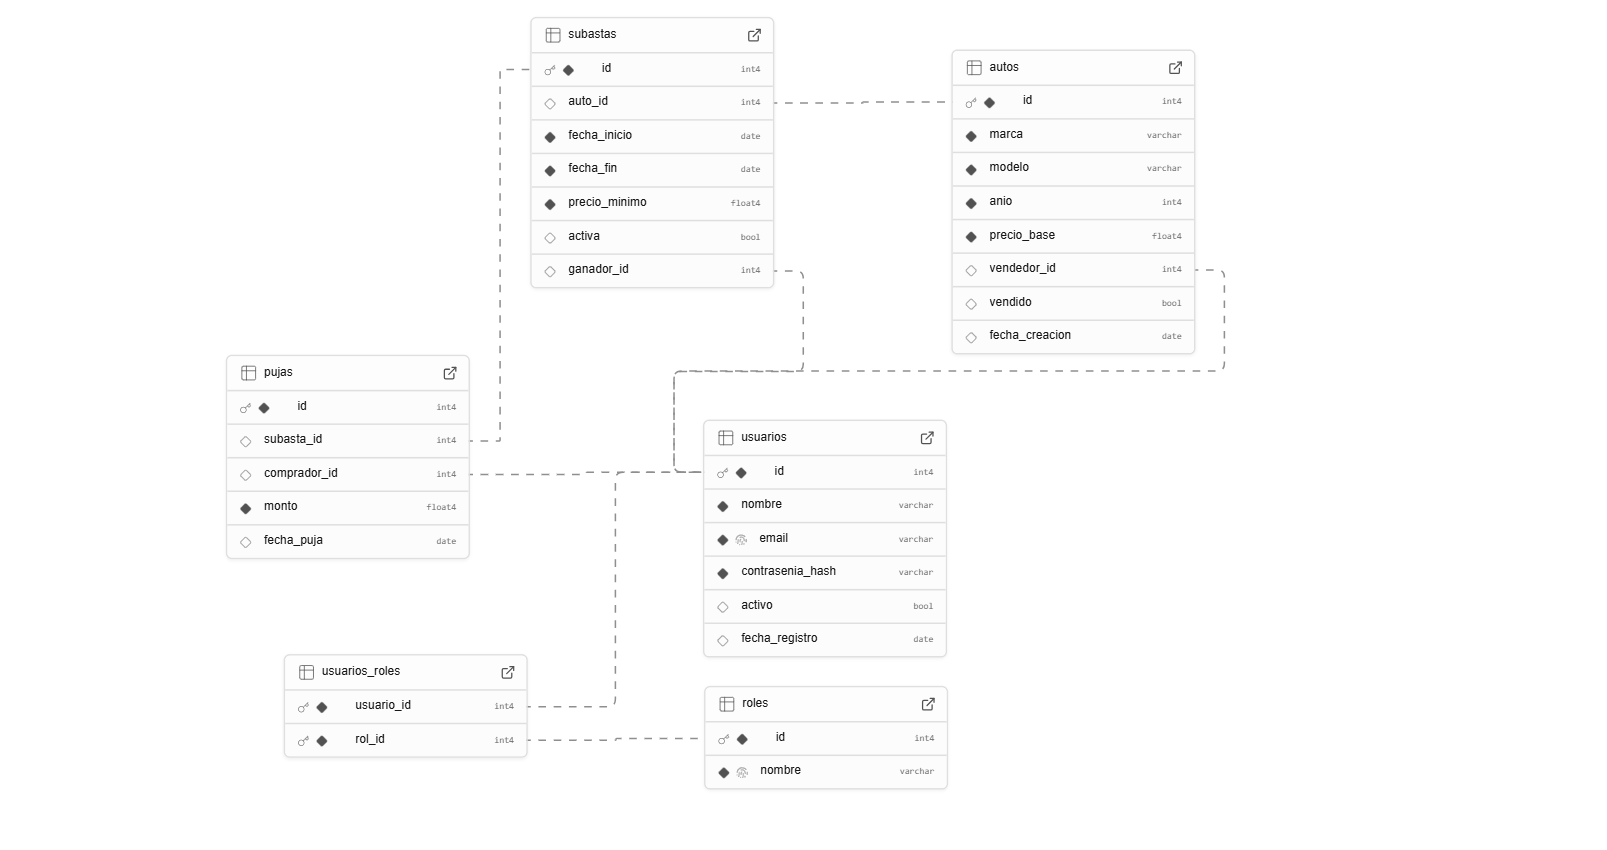 subastas
id int4
auto_id int4
fecha_inicio date
fecha_fin date
precio_minimo float4
activa bool
ganador_id int4
autos
id int4
marca varchar
modelo varchar
anio int4
precio_base float4
vendedor_id int4
vendido bool
fecha_creacion date
pujas
id int4
subasta_id int4
comprador_id int4
monto float4
fecha_puja date
usuarios
id int4
nombre varchar
email varchar
contrasenia_hash varchar
activo bool
fecha_registro date
usuarios_roles
usuario_id int4
rol_id int4
roles
id int4
nombre varchar